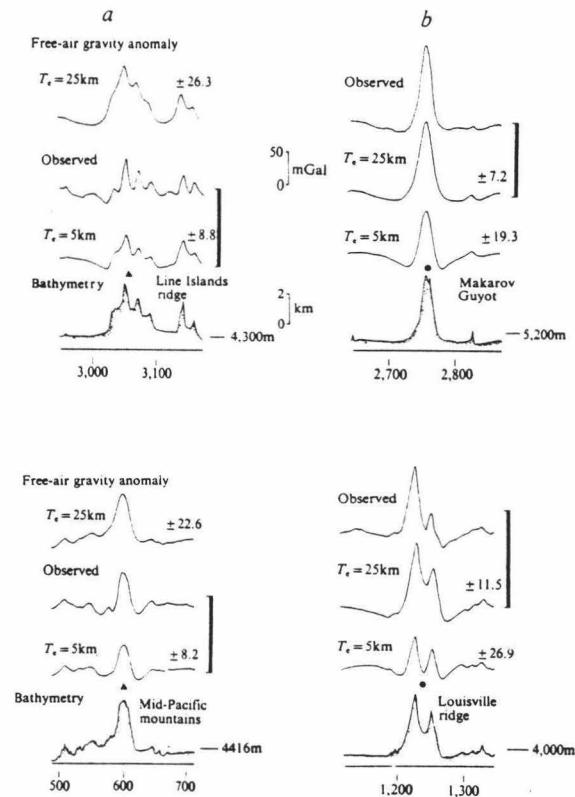 a
Free-air gravity anomaly
Te = 25km
± 26.3
Observed
Te = 5km
± 8.8
Bathymetry
Line Islands
ridge
4,300m
3,000 3,100
50
0
mGal
2
0
km
b
Observed
Te = 25km
± 7.2
Te = 5km
± 19.3
Makarov
Guyot
5,200m
2,700 2,800
Free-air gravity anomaly
Te = 25km
± 22.6
Observed
Te = 5km
± 8.2
Bathymetry
Mid-Pacific
mountains
4416m
500 600 700
Observed
Te = 25km
± 11.5
Te = 5km
± 26.9
Louisville
ridge
4,000m
1,200 1,300